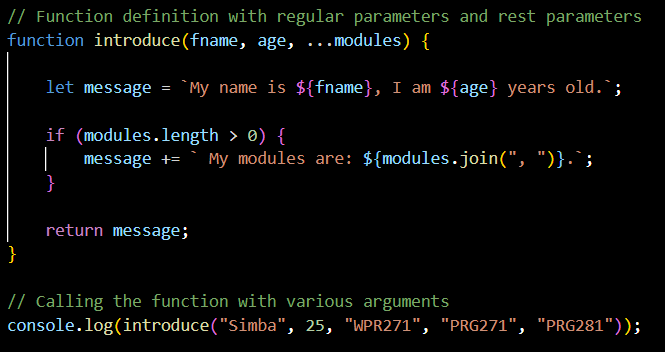 // Function definition with regular parameters and rest parameters
function introduce(fname, age, ...modules) {
let message = `My name is ${fname}, I am ${age} years old.`;
if (modules.length > 0) {
message += ` My modules are: ${modules.join(", ")}.`;
}
return message;
}
// Calling the function with various arguments
console.log(introduce("Simba", 25, "WPR271", "PRG271", "PRG281"));